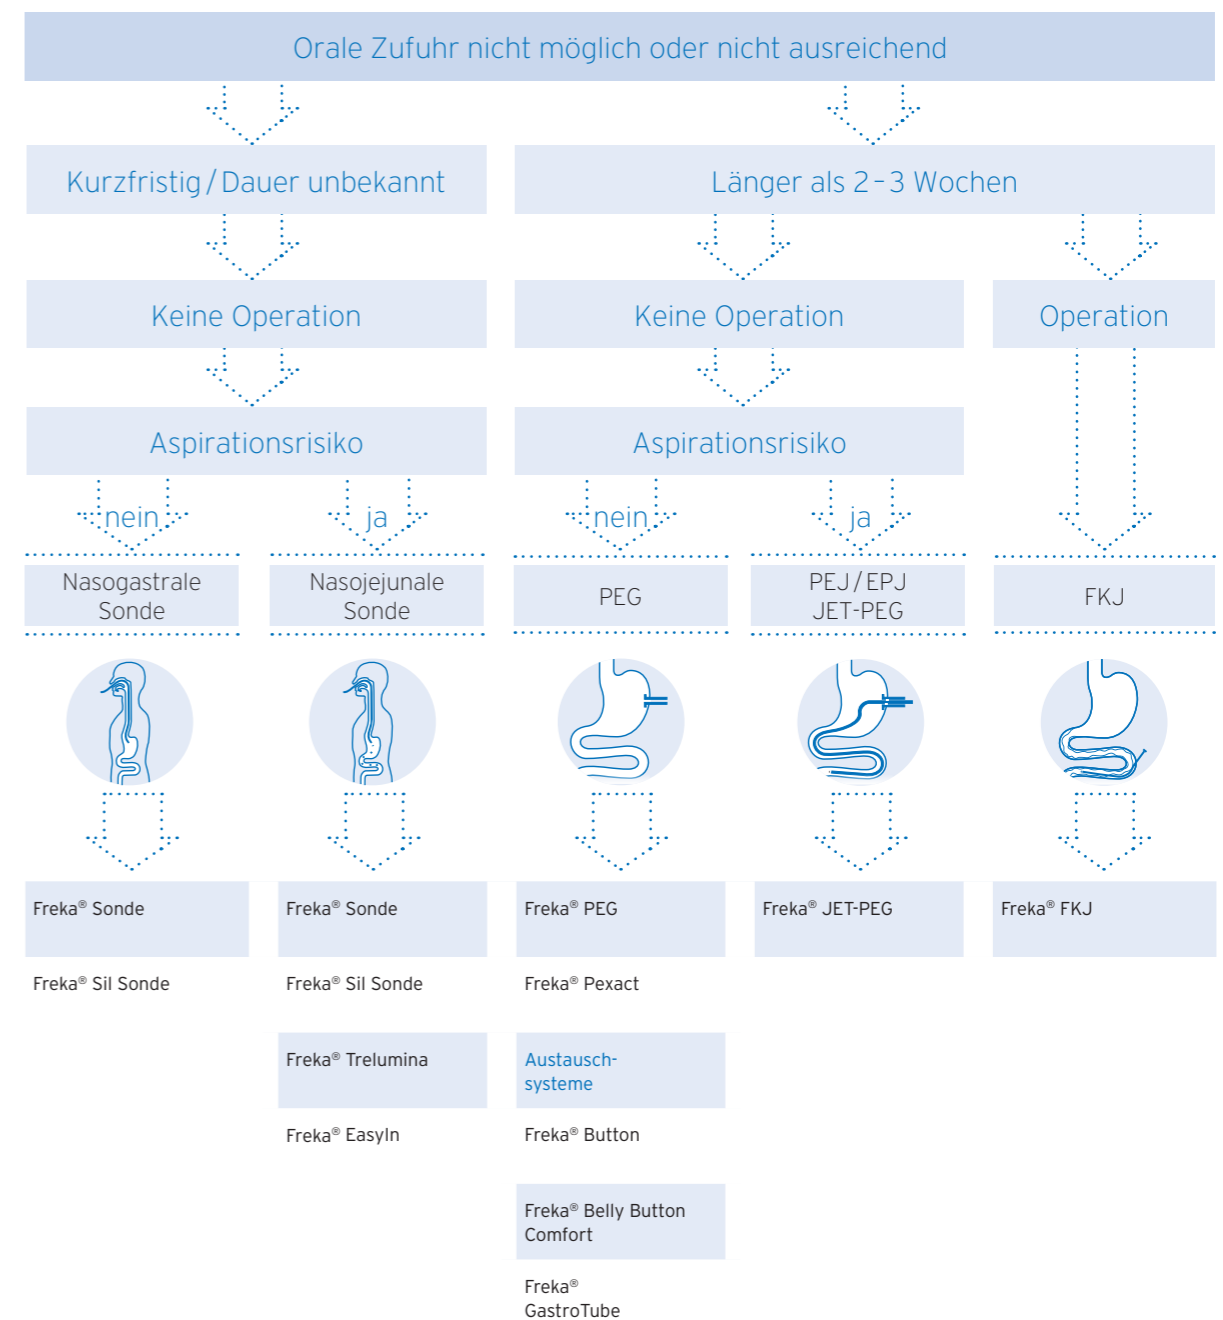 Orale Zufuhr nicht möglich oder nicht ausreichend
Kurzfristig / Dauer unbekannt
Länger als 2 – 3 Wochen
Keine Operation
Keine Operation
Operation
Aspirationsrisiko
Aspirationsrisiko
nein
ja
nein
ja
Nasogastrale
Sonde
Nasojejunale
Sonde
PEG
PEJ / EPJ
JET-PEG
FKJ
Freka® Sonde
Freka® Sil Sonde
Freka® Sonde
Freka® Sil Sonde
Freka® Trelumina
Freka® EasyIn
Freka® PEG
Freka® Pexact
Austausch-
systeme
Freka® Button
Freka® Belly Button
Comfort
Freka®
GastroTube
Freka® JET-PEG
Freka® FKJ